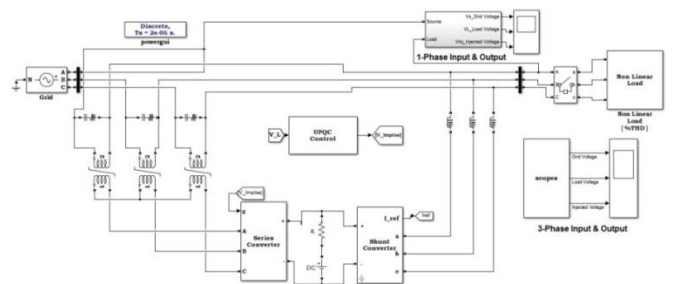 Discrete,
Ts = 2e-06 s.
powergui
Source
Load
Vs_Grid Voltage
VL_Load Voltage
Vinj_Injected Voltage
1-Phase Input & Output
N
A
B
C
Grid
Non Linear
Load
Non Linear
Load
[%THD]
V_L
UPQC
Control
[V_Impulse]
[V_Impulse]
g
A
B
C
Series
Converter
+
-
R
DC
+
-
Shunt
Converter
I_ref
a
b
c
Iref
scopes
Grid Voltage
Load Voltage
Injected Voltage
3-Phase Input & Output